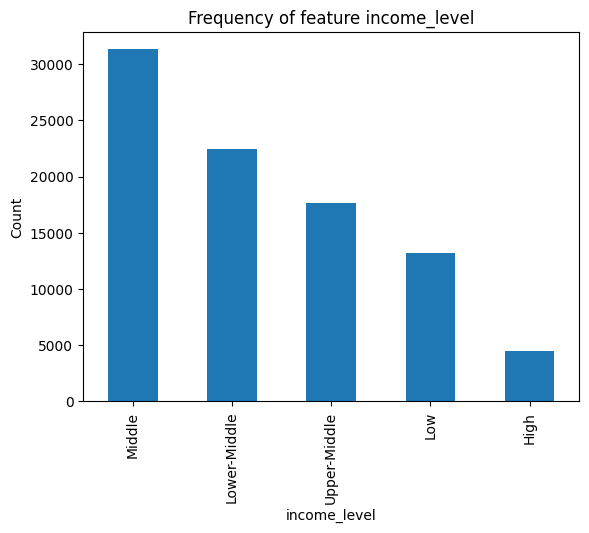 Frequency of feature income_level
30000
25000
20000
15000
10000
5000
0
Count
Middle
Lower-Middle
Upper-Middle
Low
High
income_level